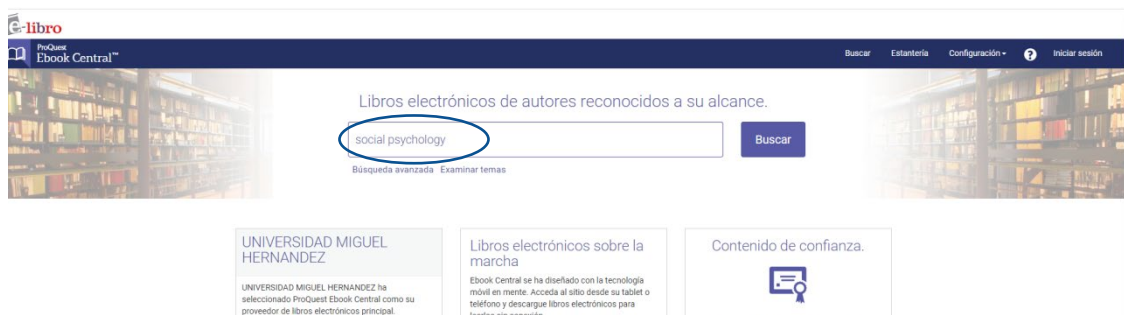 e-libro
ProQuest
Ebook Central™
Buscar Estantería Configuración ? Iniciar sesión
Libros electrónicos de autores reconocidos a su alcance.
social psychology Buscar
Búsqueda avanzada Examinar temas
UNIVERSIDAD MIGUEL
HERNANDEZ
UNIVERSIDAD MIGUEL HERNANDEZ ha
seleccionado ProQuest Ebook Central como su
proveedor de libros electrónicos principal.
Libros electrónicos sobre la
marcha
Ebook Central se ha diseñado con la tecnología
móvil en mente. Acceda al sitio desde su tablet o
teléfono y descargue libros electrónicos para
Contenido de confianza.